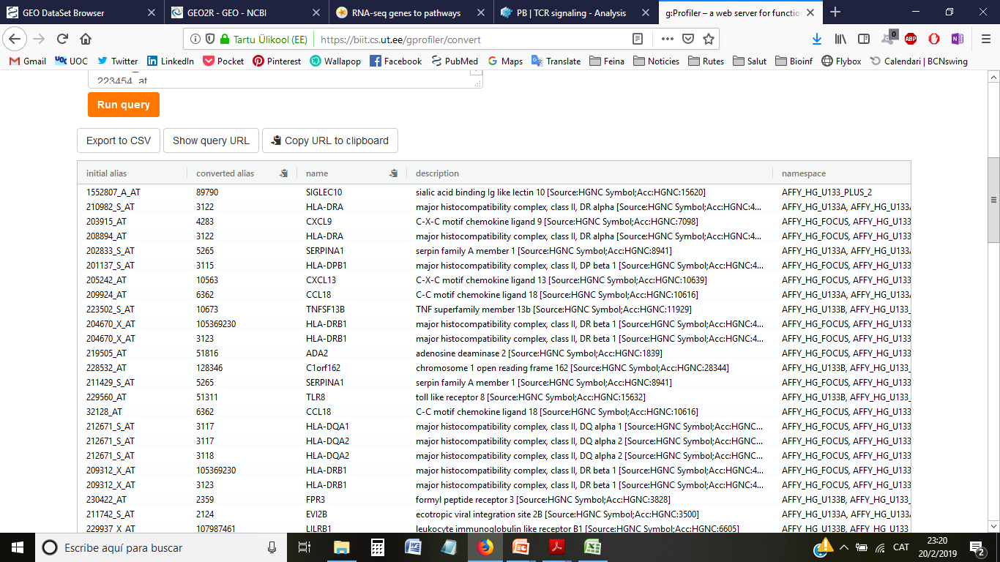 GEO DataSet Browser
GEO2R - GEO - NCBI
RNA-seq genes to pathways
PB | TCR signaling - Analysis
g:Profiler – a web server for function
Tartu Ülikool (EE)
https://biit.cs.ut.ee/gprofiler/convert
0
ABP
Gmail UOC Twitter LinkedIn Pocket Pinterest Wallapop Facebook PubMed Maps Translate Feina Noticies Rutes Salut Bioinf Flybox Calendari | BCNswing
223454_at
Run query
Export to CSV Show query URL Copy URL to clipboard
initial alias converted alias name description namespace
1552807_A_AT 89790 SIGLEC10 sialic acid binding Ig like lectin 10 [Source:HGNC Symbol;Acc:HGNC:15620] AFFY_HG_U133_PLUS_2
210982_S_AT 3122 HLA-DRA major histocompatibility complex, class II, DR alpha [Source:HGNC Symbol;Acc:HGNC:4... AFFY_HG_U133A, AFFY_HG_U133A
203915_AT 4283 CXCL9 C-X-C motif chemokine ligand 9 [Source:HGNC Symbol;Acc:HGNC:7098] AFFY_HG_FOCUS, AFFY_HG_U133
208894_AT 3122 HLA-DRA major histocompatibility complex, class II, DR alpha [Source:HGNC Symbol;Acc:HGNC:4... AFFY_HG_FOCUS, AFFY_HG_U133
202833_S_AT 5265 SERPINA1 serpin family A member 1 [Source:HGNC Symbol;Acc:HGNC:8941] AFFY_HG_U133A, AFFY_HG_U133A
201137_S_AT 3115 HLA-DPB1 major histocompatibility complex, class II, DP beta 1 [Source:HGNC Symbol;Acc:HGNC:4... AFFY_HG_FOCUS, AFFY_HG_U133
205242_AT 10563 CXCL13 C-X-C motif chemokine ligand 13 [Source:HGNC Symbol;Acc:HGNC:10639] AFFY_HG_FOCUS, AFFY_HG_U133
209924_AT 6362 CCL18 C-C motif chemokine ligand 18 [Source:HGNC Symbol;Acc:HGNC:10616] AFFY_HG_U133A, AFFY_HG_U133A
223502_S_AT 10673 TNFSF13B TNF superfamily member 13b [Source:HGNC Symbol;Acc:HGNC:11929] AFFY_HG_U133B, AFFY_HG_U133_
204670_X_AT 105369230 HLA-DRB1 major histocompatibility complex, class II, DR beta 1 [Source:HGNC Symbol;Acc:HGNC:4... AFFY_HG_FOCUS, AFFY_HG_U133
204670_X_AT 3123 HLA-DRB1 major histocompatibility complex, class II, DR beta 1 [Source:HGNC Symbol;Acc:HGNC:4... AFFY_HG_FOCUS, AFFY_HG_U133
219505_AT 51816 ADA2 adenosine deaminase 2 [Source:HGNC Symbol;Acc:HGNC:1839] AFFY_HG_FOCUS, AFFY_HG_U133
228532_AT 128346 C1orf162 chromosome 1 open reading frame 162 [Source:HGNC Symbol;Acc:HGNC:28344] AFFY_HG_U133B, AFFY_HG_U133_
211429_S_AT 5265 SERPINA1 serpin family A member 1 [Source:HGNC Symbol;Acc:HGNC:8941] AFFY_HG_FOCUS, AFFY_HG_U133
229560_AT 51311 TLR8 toll like receptor 8 [Source:HGNC Symbol;Acc:HGNC:15632] AFFY_HG_U133B, AFFY_HG_U133_
32128_AT 6362 CCL18 C-C motif chemokine ligand 18 [Source:HGNC Symbol;Acc:HGNC:10616] AFFY_HG_FOCUS, AFFY_HG_U133
212671_S_AT 3117 HLA-DQA1 major histocompatibility complex, class II, DQ alpha 1 [Source:HGNC Symbol;Acc:HGNC... AFFY_HG_FOCUS, AFFY_HG_U133
212671_S_AT 3117 HLA-DQA2 major histocompatibility complex, class II, DQ alpha 2 [Source:HGNC Symbol;Acc:HGNC... AFFY_HG_FOCUS, AFFY_HG_U133
212671_S_AT 3118 HLA-DQA2 major histocompatibility complex, class II, DQ alpha 2 [Source:HGNC Symbol;Acc:HGNC... AFFY_HG_FOCUS, AFFY_HG_U133
209312_X_AT 105369230 HLA-DRB1 major histocompatibility complex, class II, DR beta 1 [Source:HGNC Symbol;Acc:HGNC:4... AFFY_HG_FOCUS, AFFY_HG_U133
209312_X_AT 3123 HLA-DRB1 major histocompatibility complex, class II, DR beta 1 [Source:HGNC Symbol;Acc:HGNC:4... AFFY_HG_FOCUS, AFFY_HG_U133
230422_AT 2359 FPR3 formyl peptide receptor 3 [Source:HGNC Symbol;Acc:HGNC:3828] AFFY_HG_U133B, AFFY_HG_U133_
211742_S_AT 2124 EVI2B ecotropic viral integration site 2B [Source:HGNC Symbol;Acc:HGNC:3500] AFFY_HG_U133A, AFFY_HG_U133A
229937_X_AT 107987461 LILRB1 leukocyte immunoglobulin like receptor B1 [Source:HGNC Symbol;Acc:HGNC:6605] AFFY_HG_U133B, AFFY_HG_U133_
Escribe aquí para buscar
CAT
23:20
20/2/2019
2